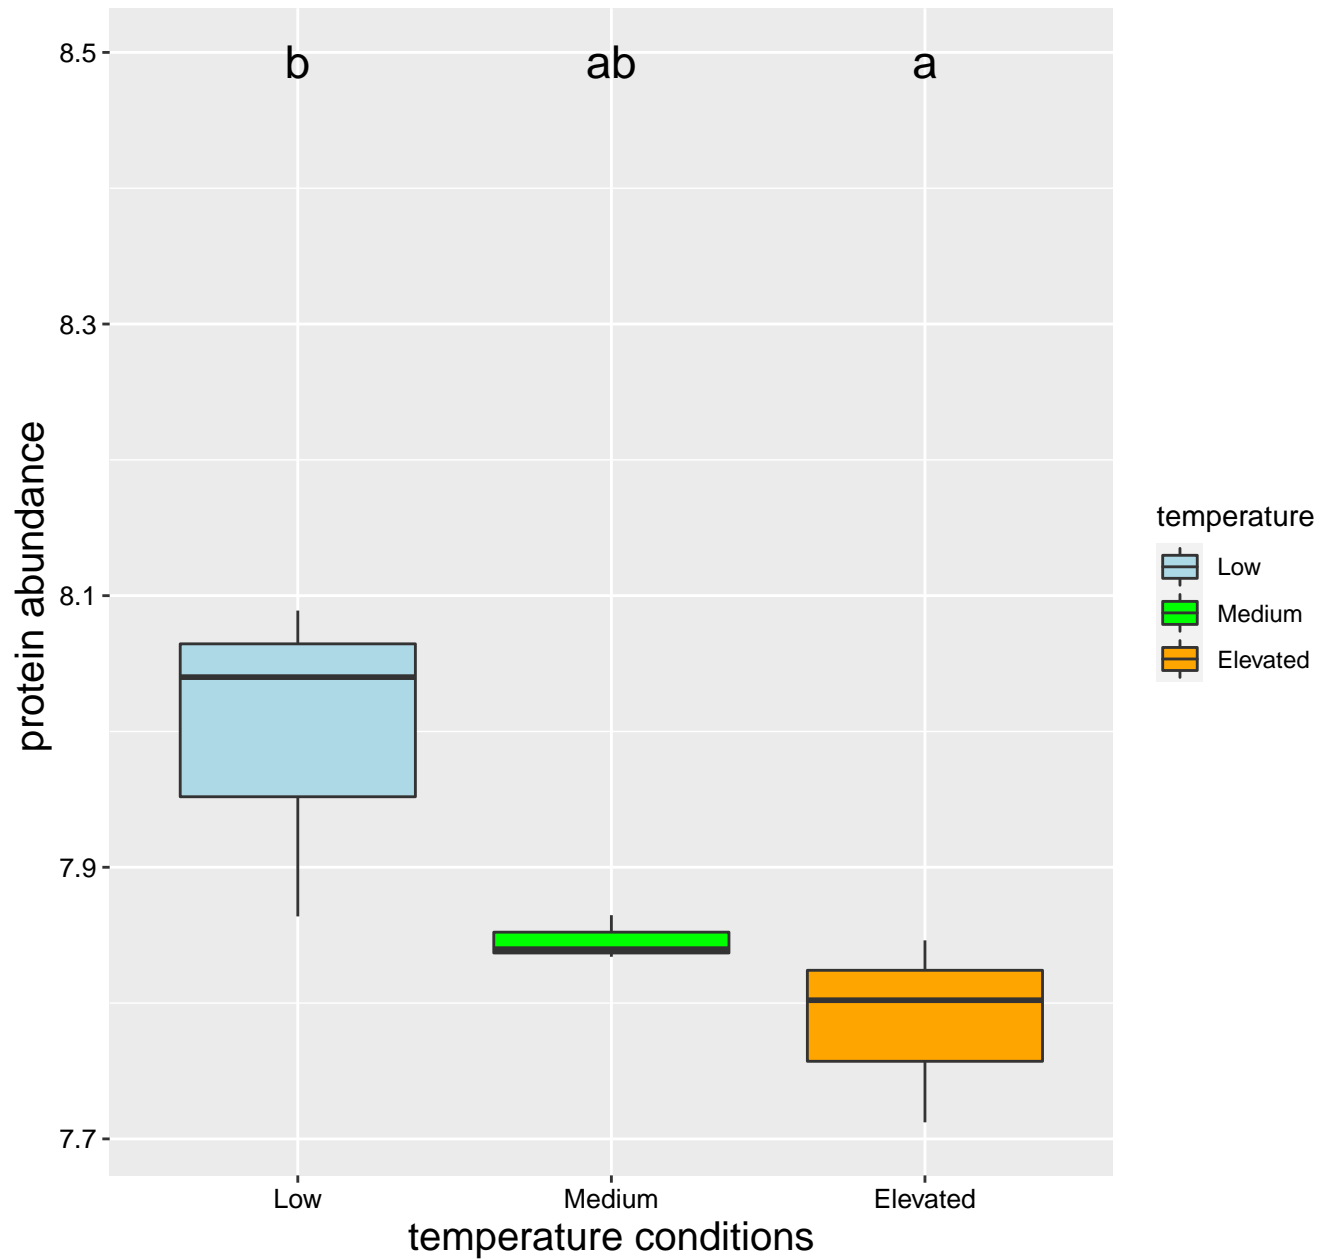 8.5
b ab a
8.3
8.1
7.9
7.7
protein abundance
Low Medium Elevated
temperature conditions
temperature
Low
Medium
Elevated